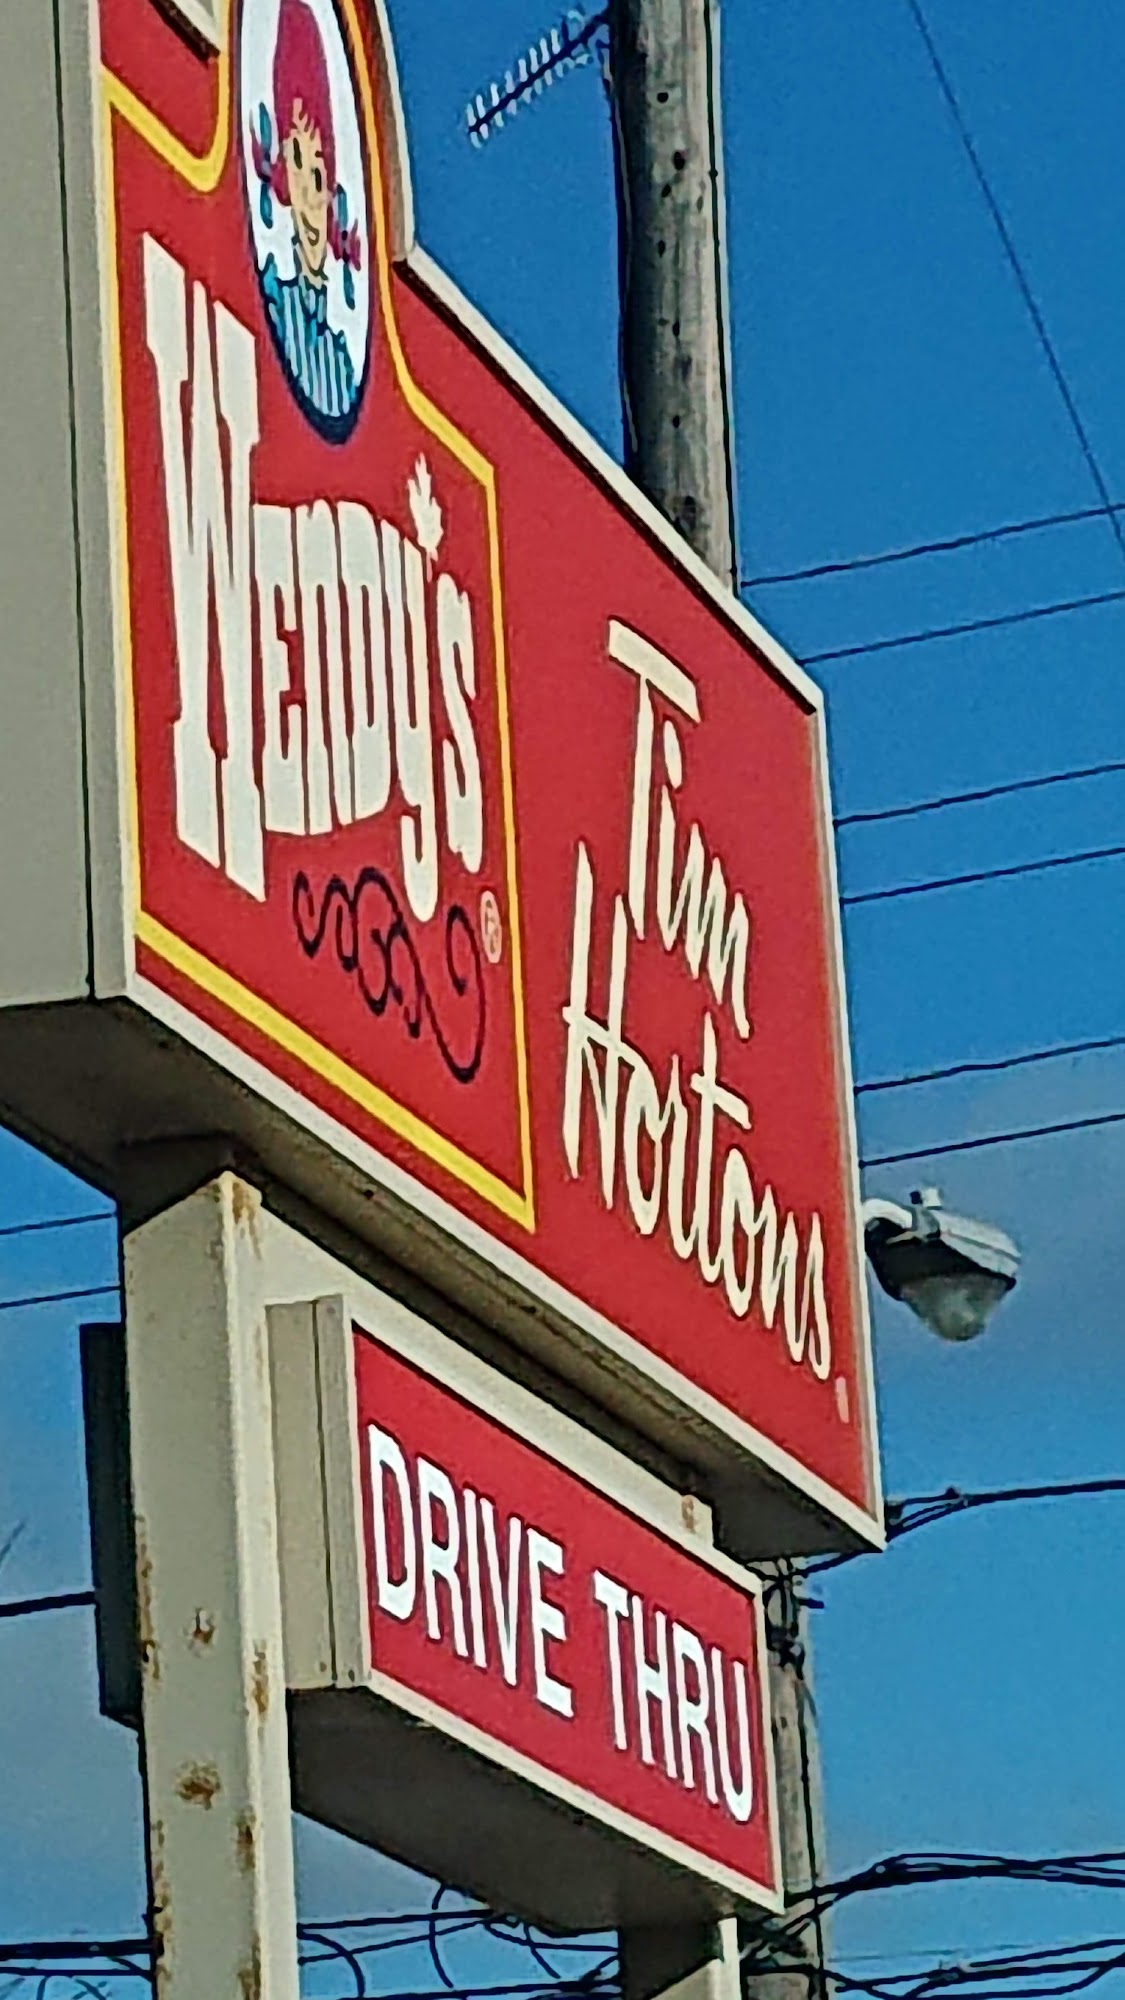 Wendy's®
Tim
Hortons.
DRIVE THRU